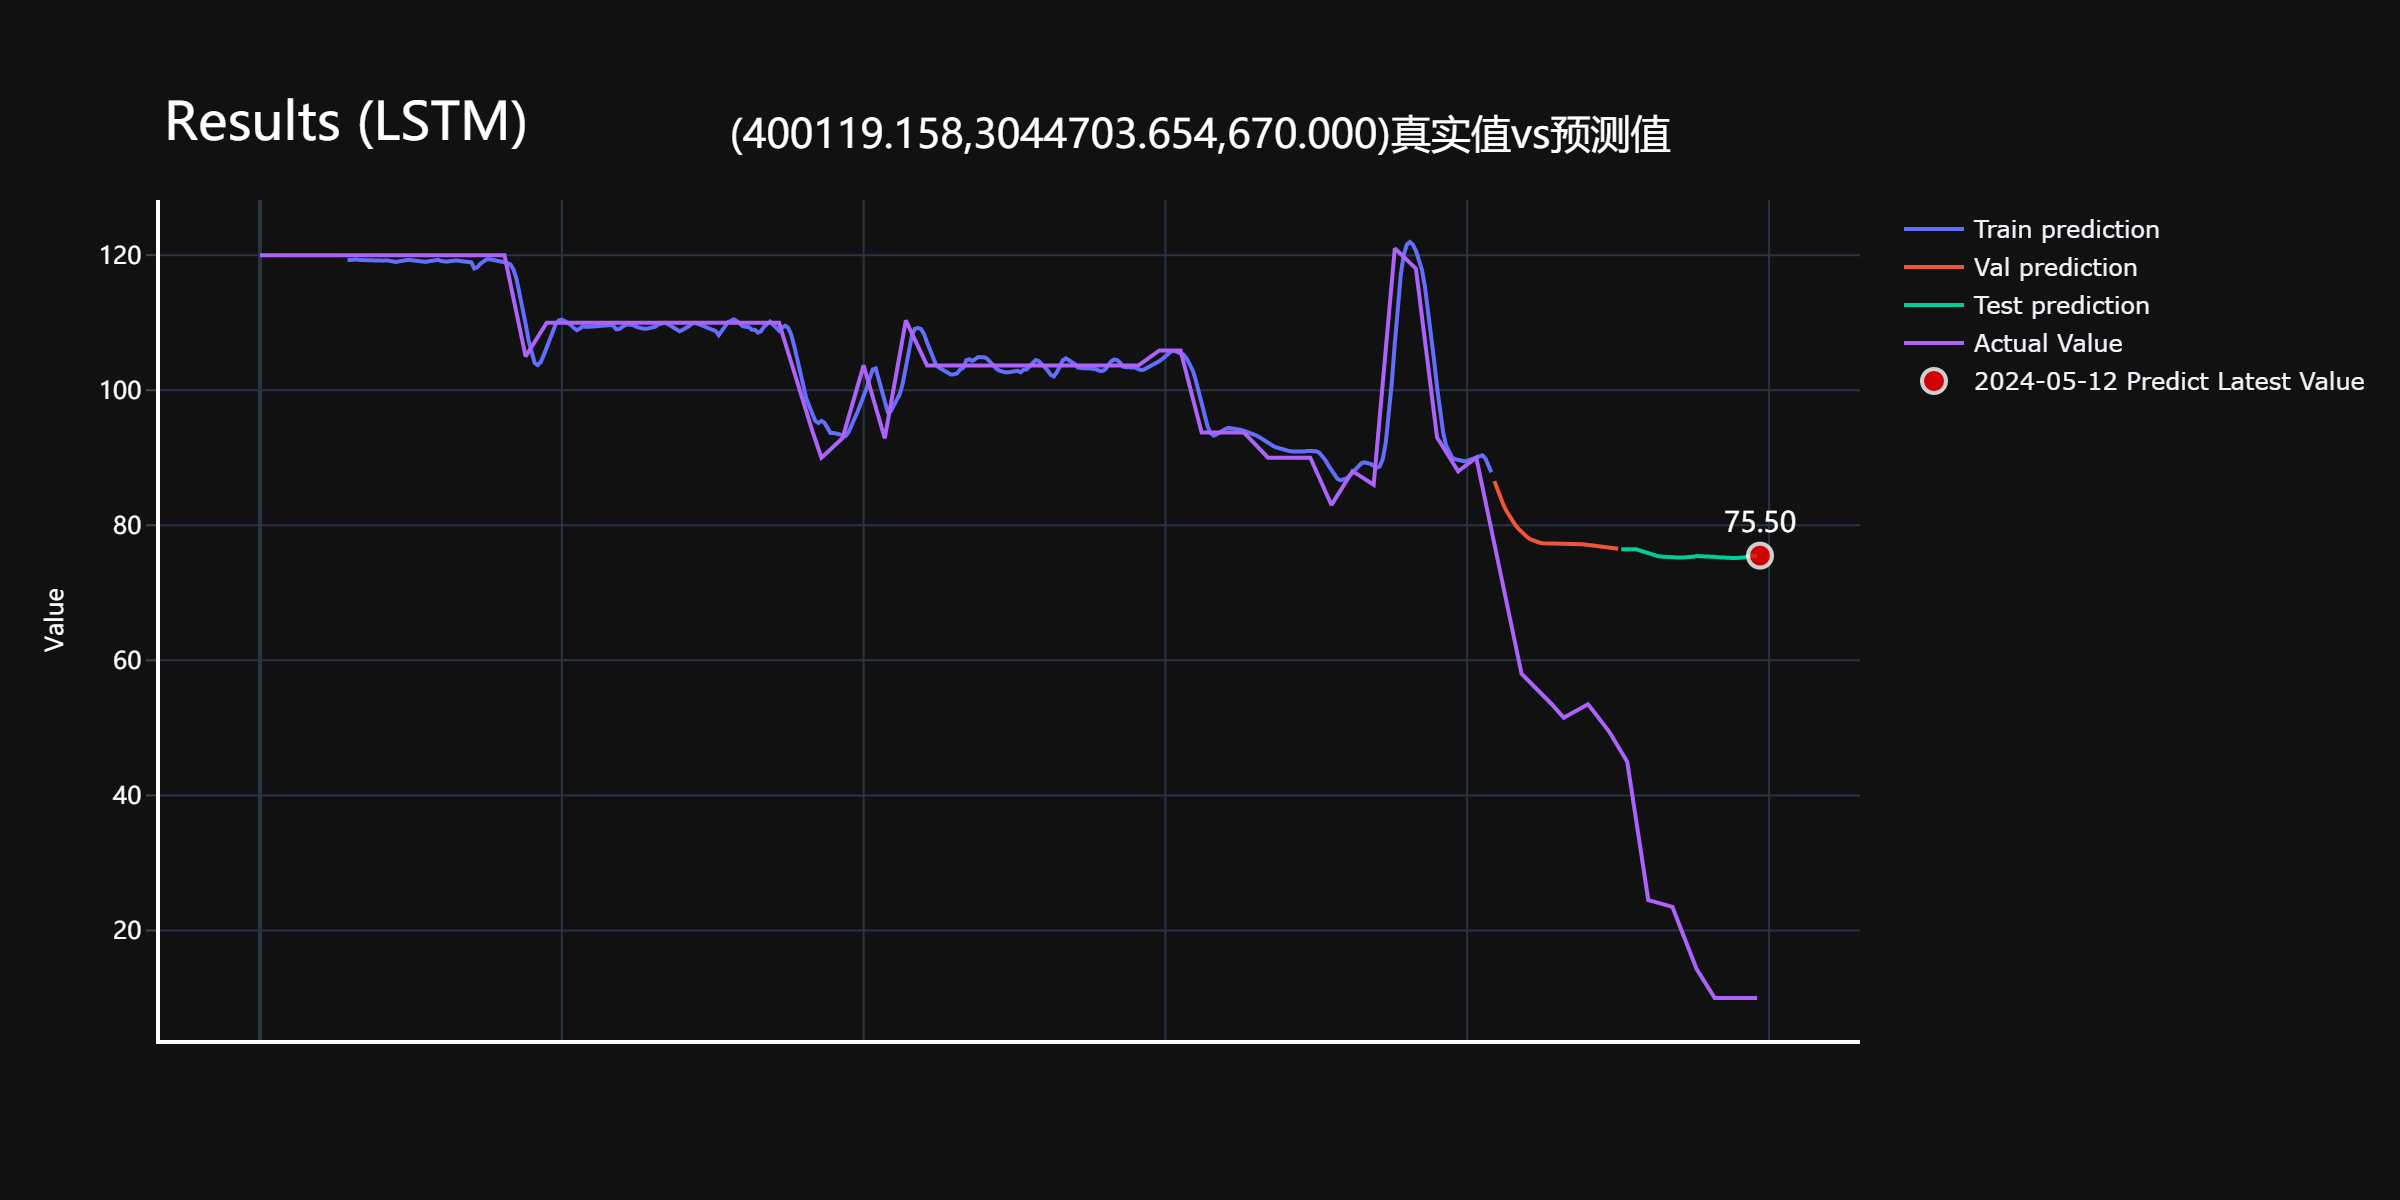 Results (LSTM)
(400119.158,3044703.654,670.000)真实值vs预测值
Train prediction
Val prediction
Test prediction
Actual Value
2024-05-12 Predict Latest Value
120
100
80
60
40
20
Value
75.50